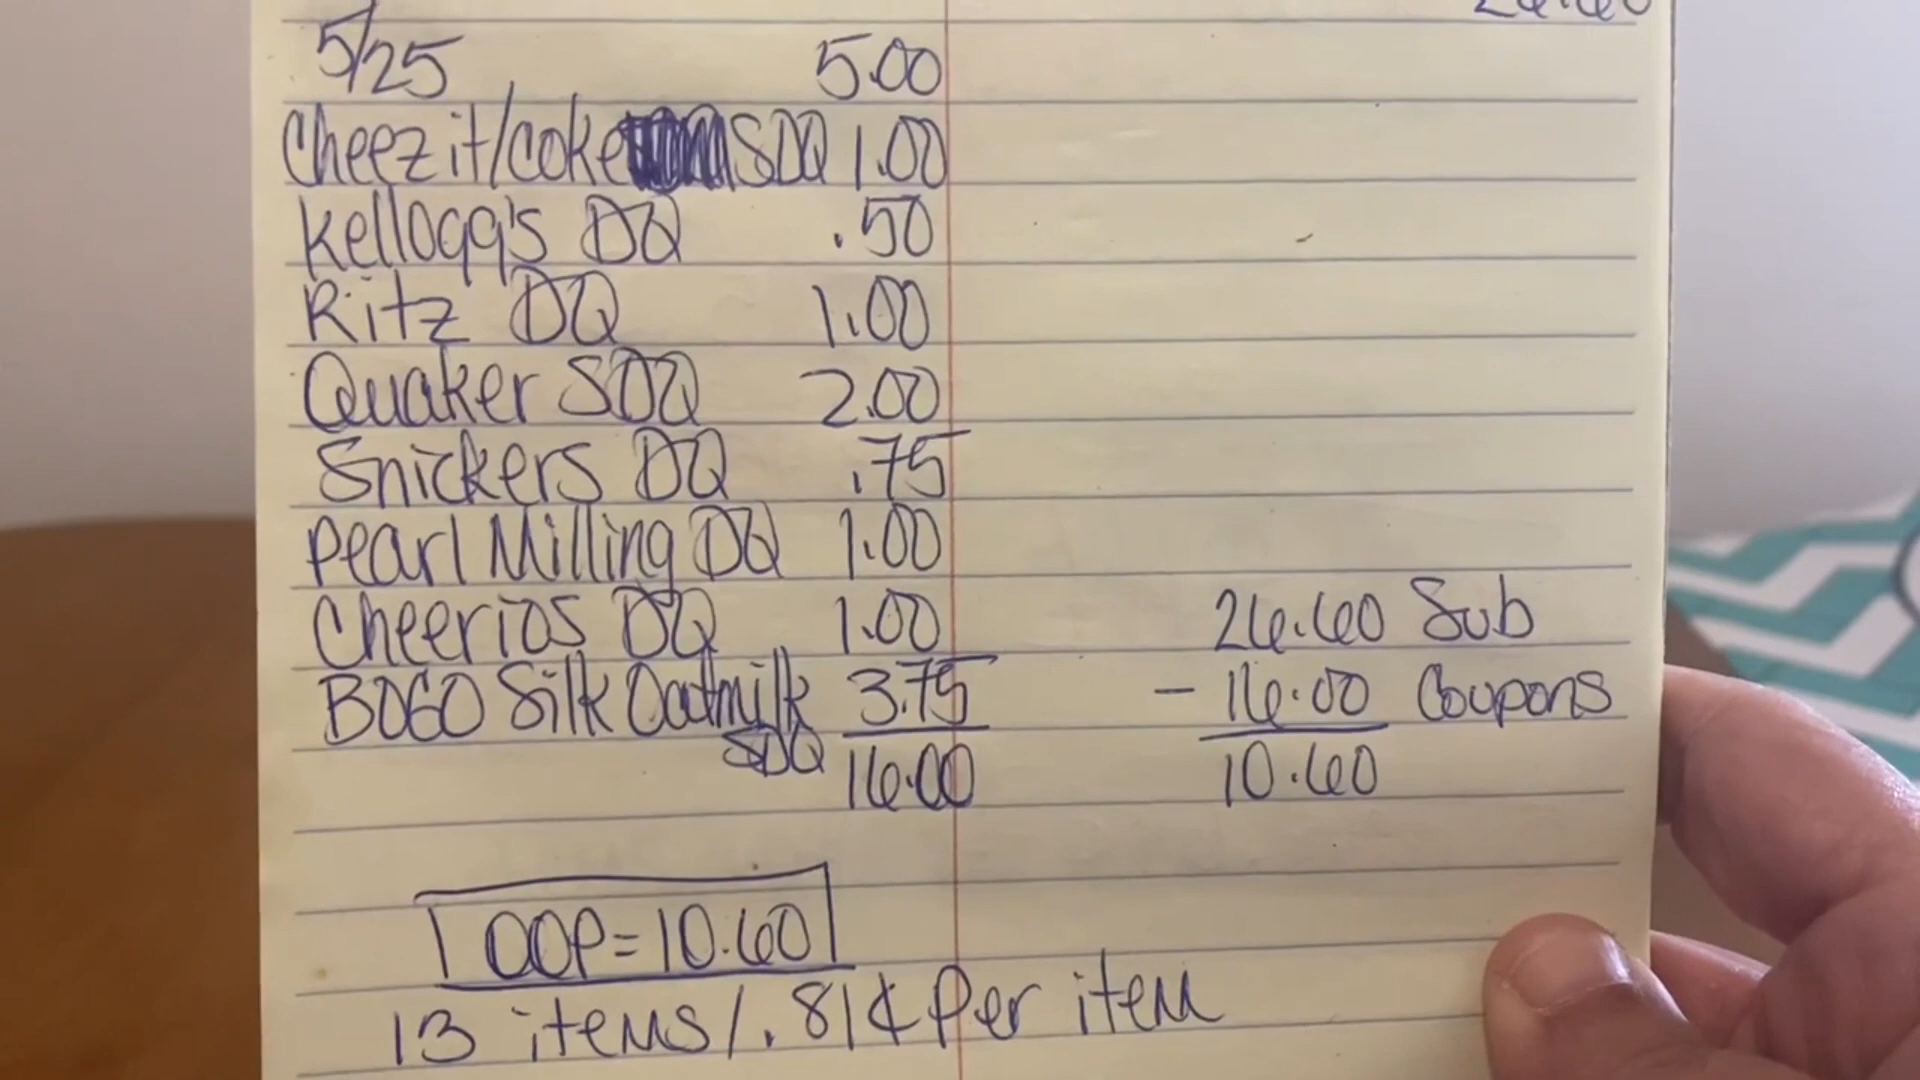 5/25 5.00
Cheez it/coke SDQ 1.00
Kellogg's DQ .50
Ritz DQ 1.00
Quaker SDQ 2.00
Snickers DQ .75
Pearl Milling DQ 1.00
Cheerios DQ 1.00
BOGO Silk Oatmilk 3.75
SDQ 16.00
26.60 Sub
- 16.00 Coupons
10.60
OOP=10.60
13 items/.81¢ Per item